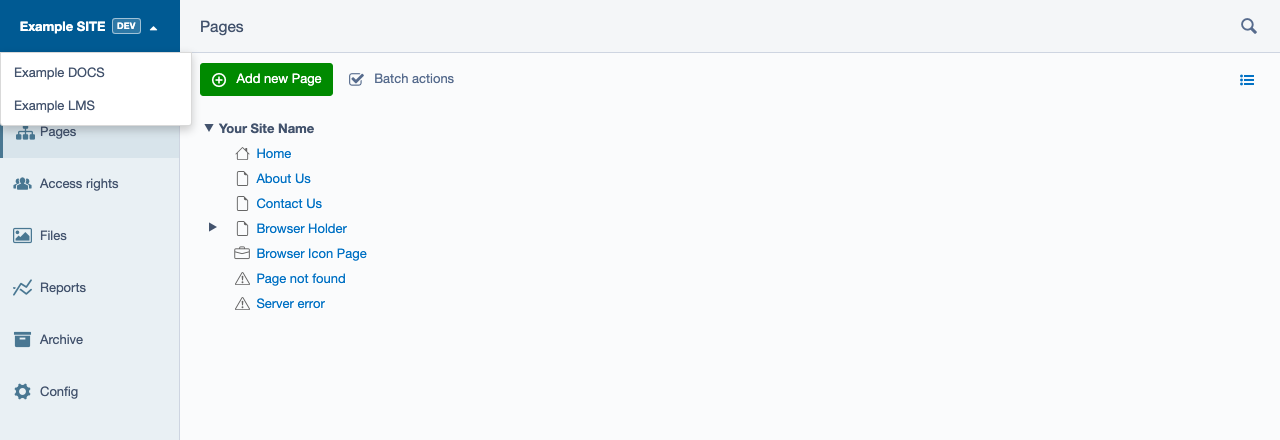 Example SITE DEV
Example DOCS
Example LMS
Pages
Access rights
Files
Reports
Archive
Config
Pages
Add new Page
Batch actions
Your Site Name
Home
About Us
Contact Us
Browser Holder
Browser Icon Page
Page not found
Server error